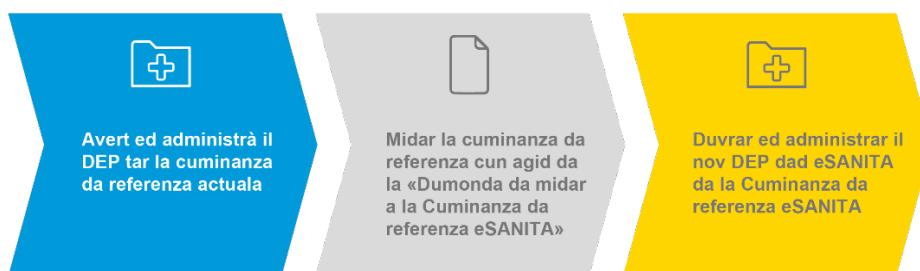 Avert ed administrà il
DEP tar la cuminanza
da referenza actuala
Midar la cuminanza da
referenza cun agid da
la «Dumonda da midar
a la Cuminanza da
referenza eSANITA»
Duvrar ed administrar il
nov DEP dad eSANITA
da la Cuminanza da
referenza eSANITA